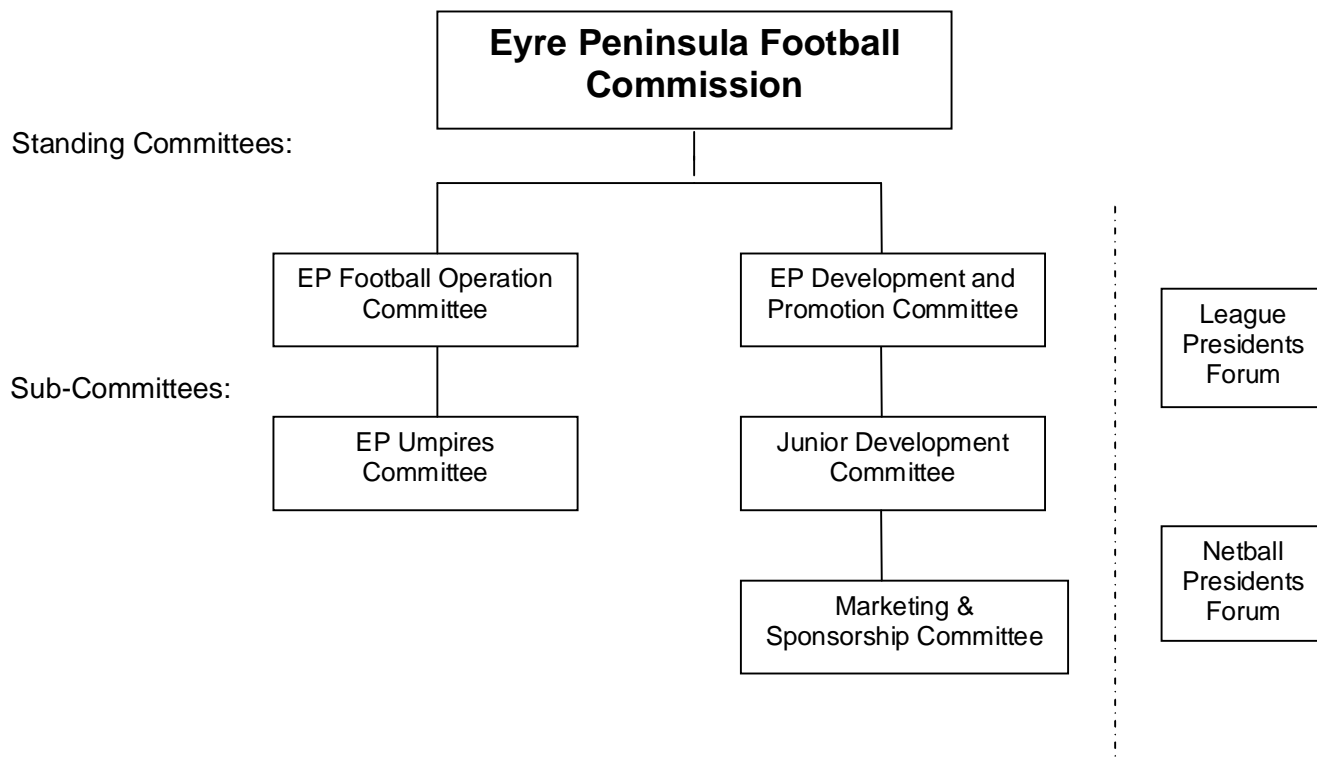 Eyre Peninsula Football
Commission
Standing Committees:
EP Football Operation
Committee
EP Development and
Promotion Committee
League
Presidents
Forum
Sub-Committees:
EP Umpires
Committee
Junior Development
Committee
Netball
Presidents
Forum
Marketing &
Sponsorship Committee